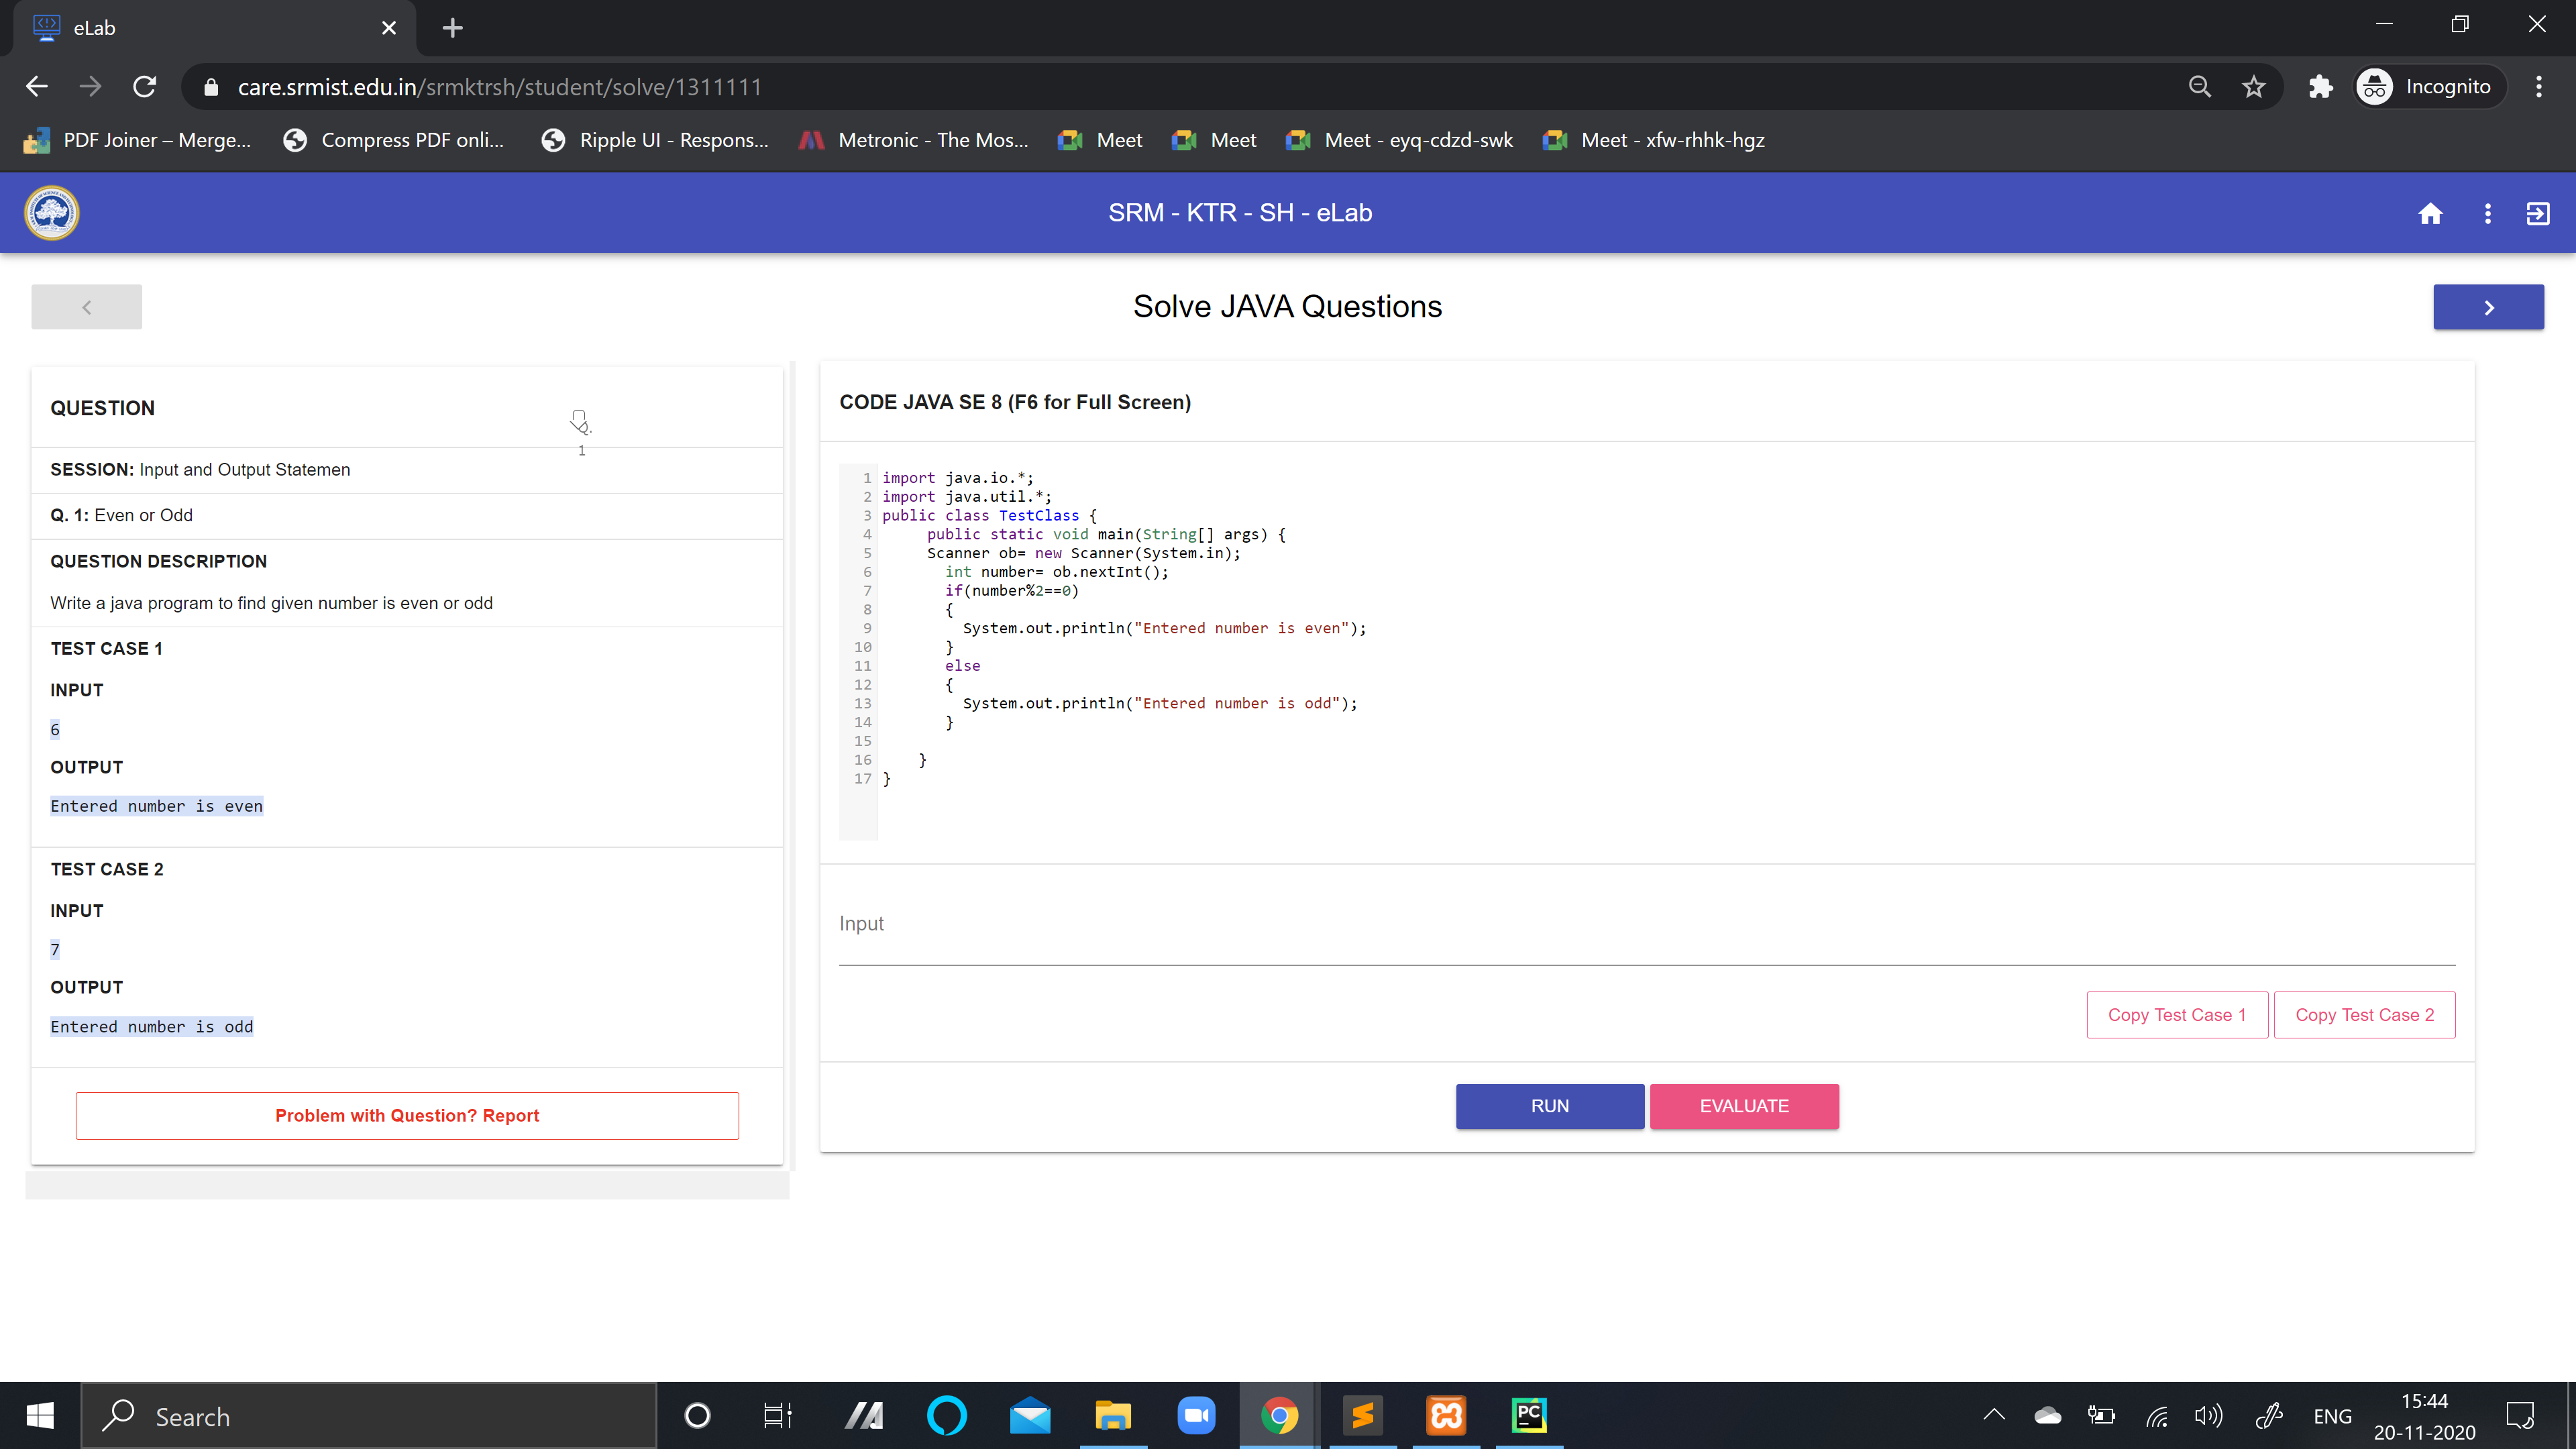 eLab
care.srmist.edu.in/srmktrsh/student/solve/1311111
Incognito
PDF Joiner – Merge...
Compress PDF onli...
Ripple UI - Respons...
Metronic - The Mos...
Meet
Meet
Meet - eyq-cdzd-swk
Meet - xfw-rhhk-hgz
SRM - KTR - SH - eLab
Solve JAVA Questions
QUESTION
Q.
1
SESSION: Input and Output Statemen
Q. 1: Even or Odd
QUESTION DESCRIPTION
Write a java program to find given number is even or odd
TEST CASE 1
INPUT
6
OUTPUT
Entered number is even
TEST CASE 2
INPUT
7
OUTPUT
Entered number is odd
Problem with Question? Report
CODE JAVA SE 8 (F6 for Full Screen)
1 import java.io.*;
2 import java.util.*;
3 public class TestClass {
4 public static void main(String[] args) {
5 Scanner ob= new Scanner(System.in);
6 int number= ob.nextInt();
7 if(number%2==0)
8 {
9 System.out.println("Entered number is even");
10 }
11 else
12 {
13 System.out.println("Entered number is odd");
14 }
15
16 }
17 }
Input
Copy Test Case 1
Copy Test Case 2
RUN
EVALUATE
Search
PC
ENG
15:44
20-11-2020